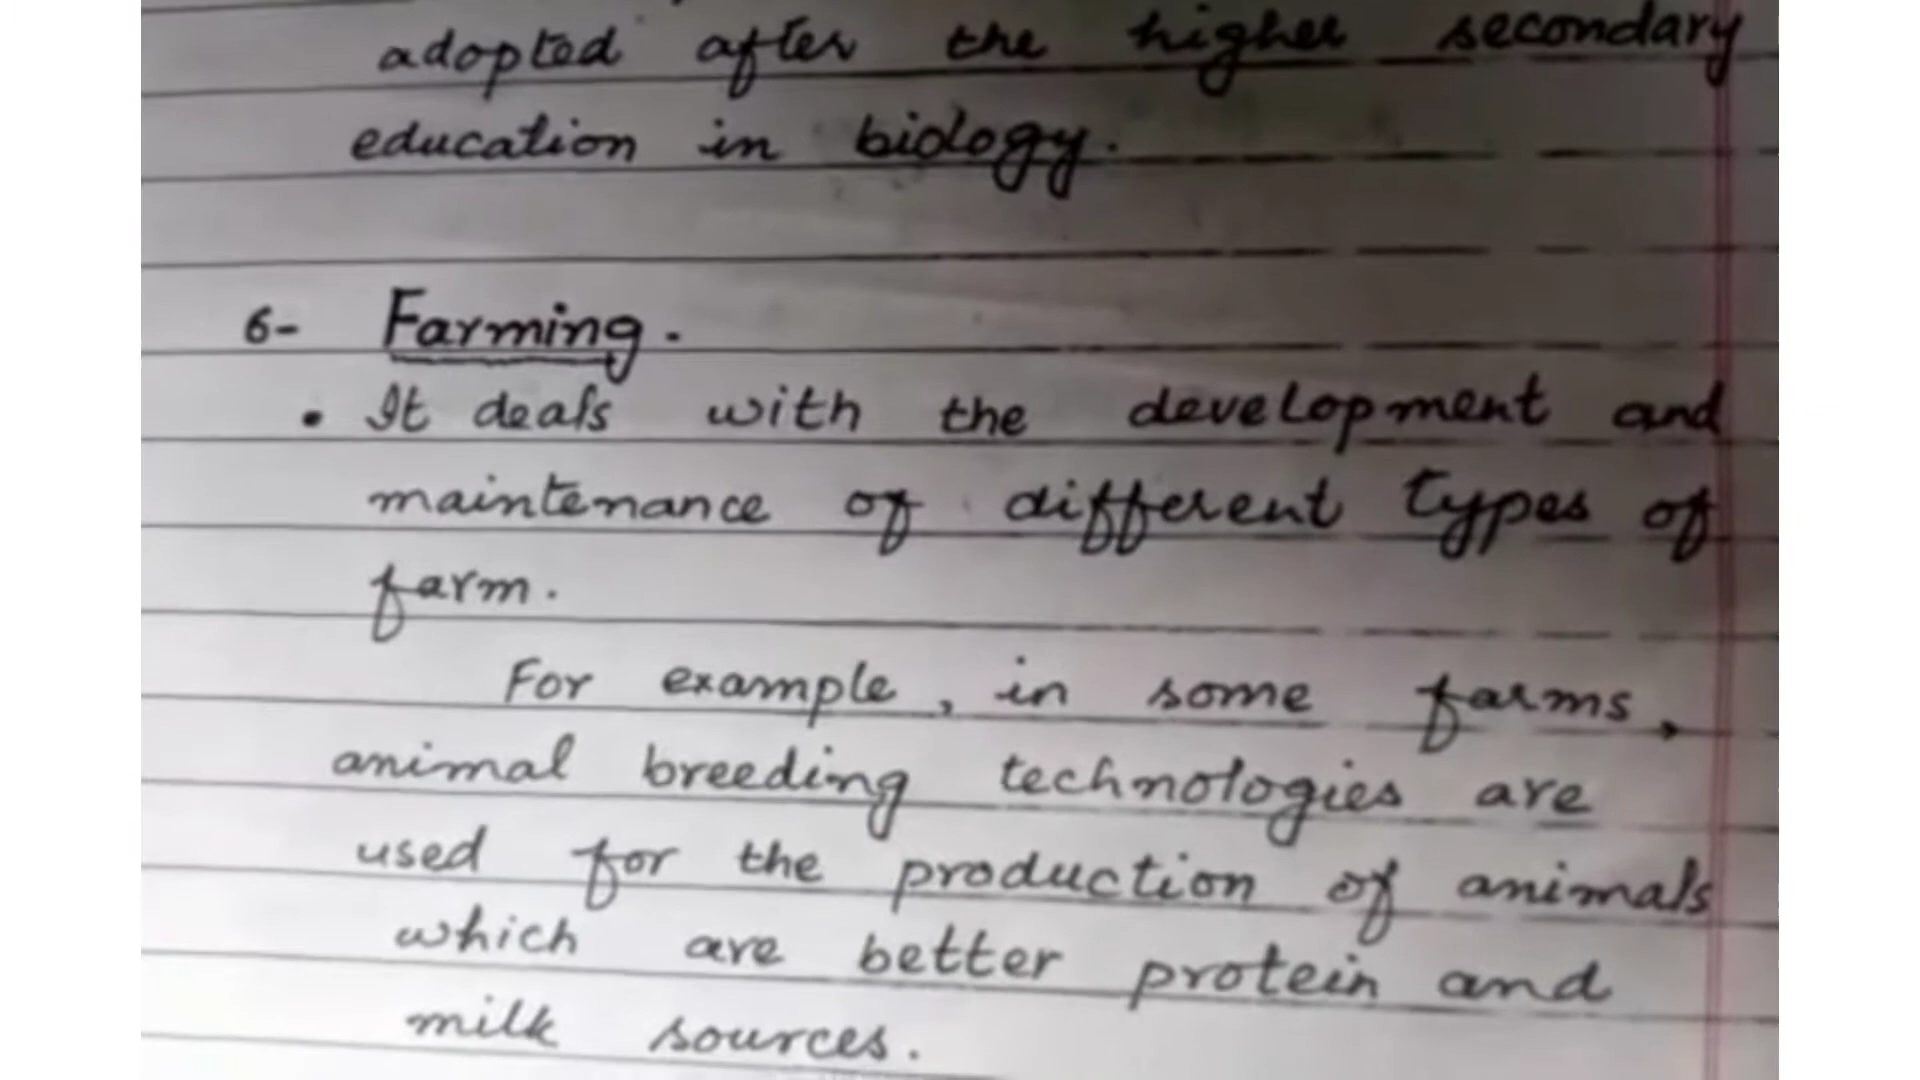 adopted after the higher secondary
education in biology.
6- Farming.
• It deals with the development and
maintenance of different types of
farm.
For example, in some farms,
animal breeding technologies are
used for the production of animals
which are better protein and
milk sources.